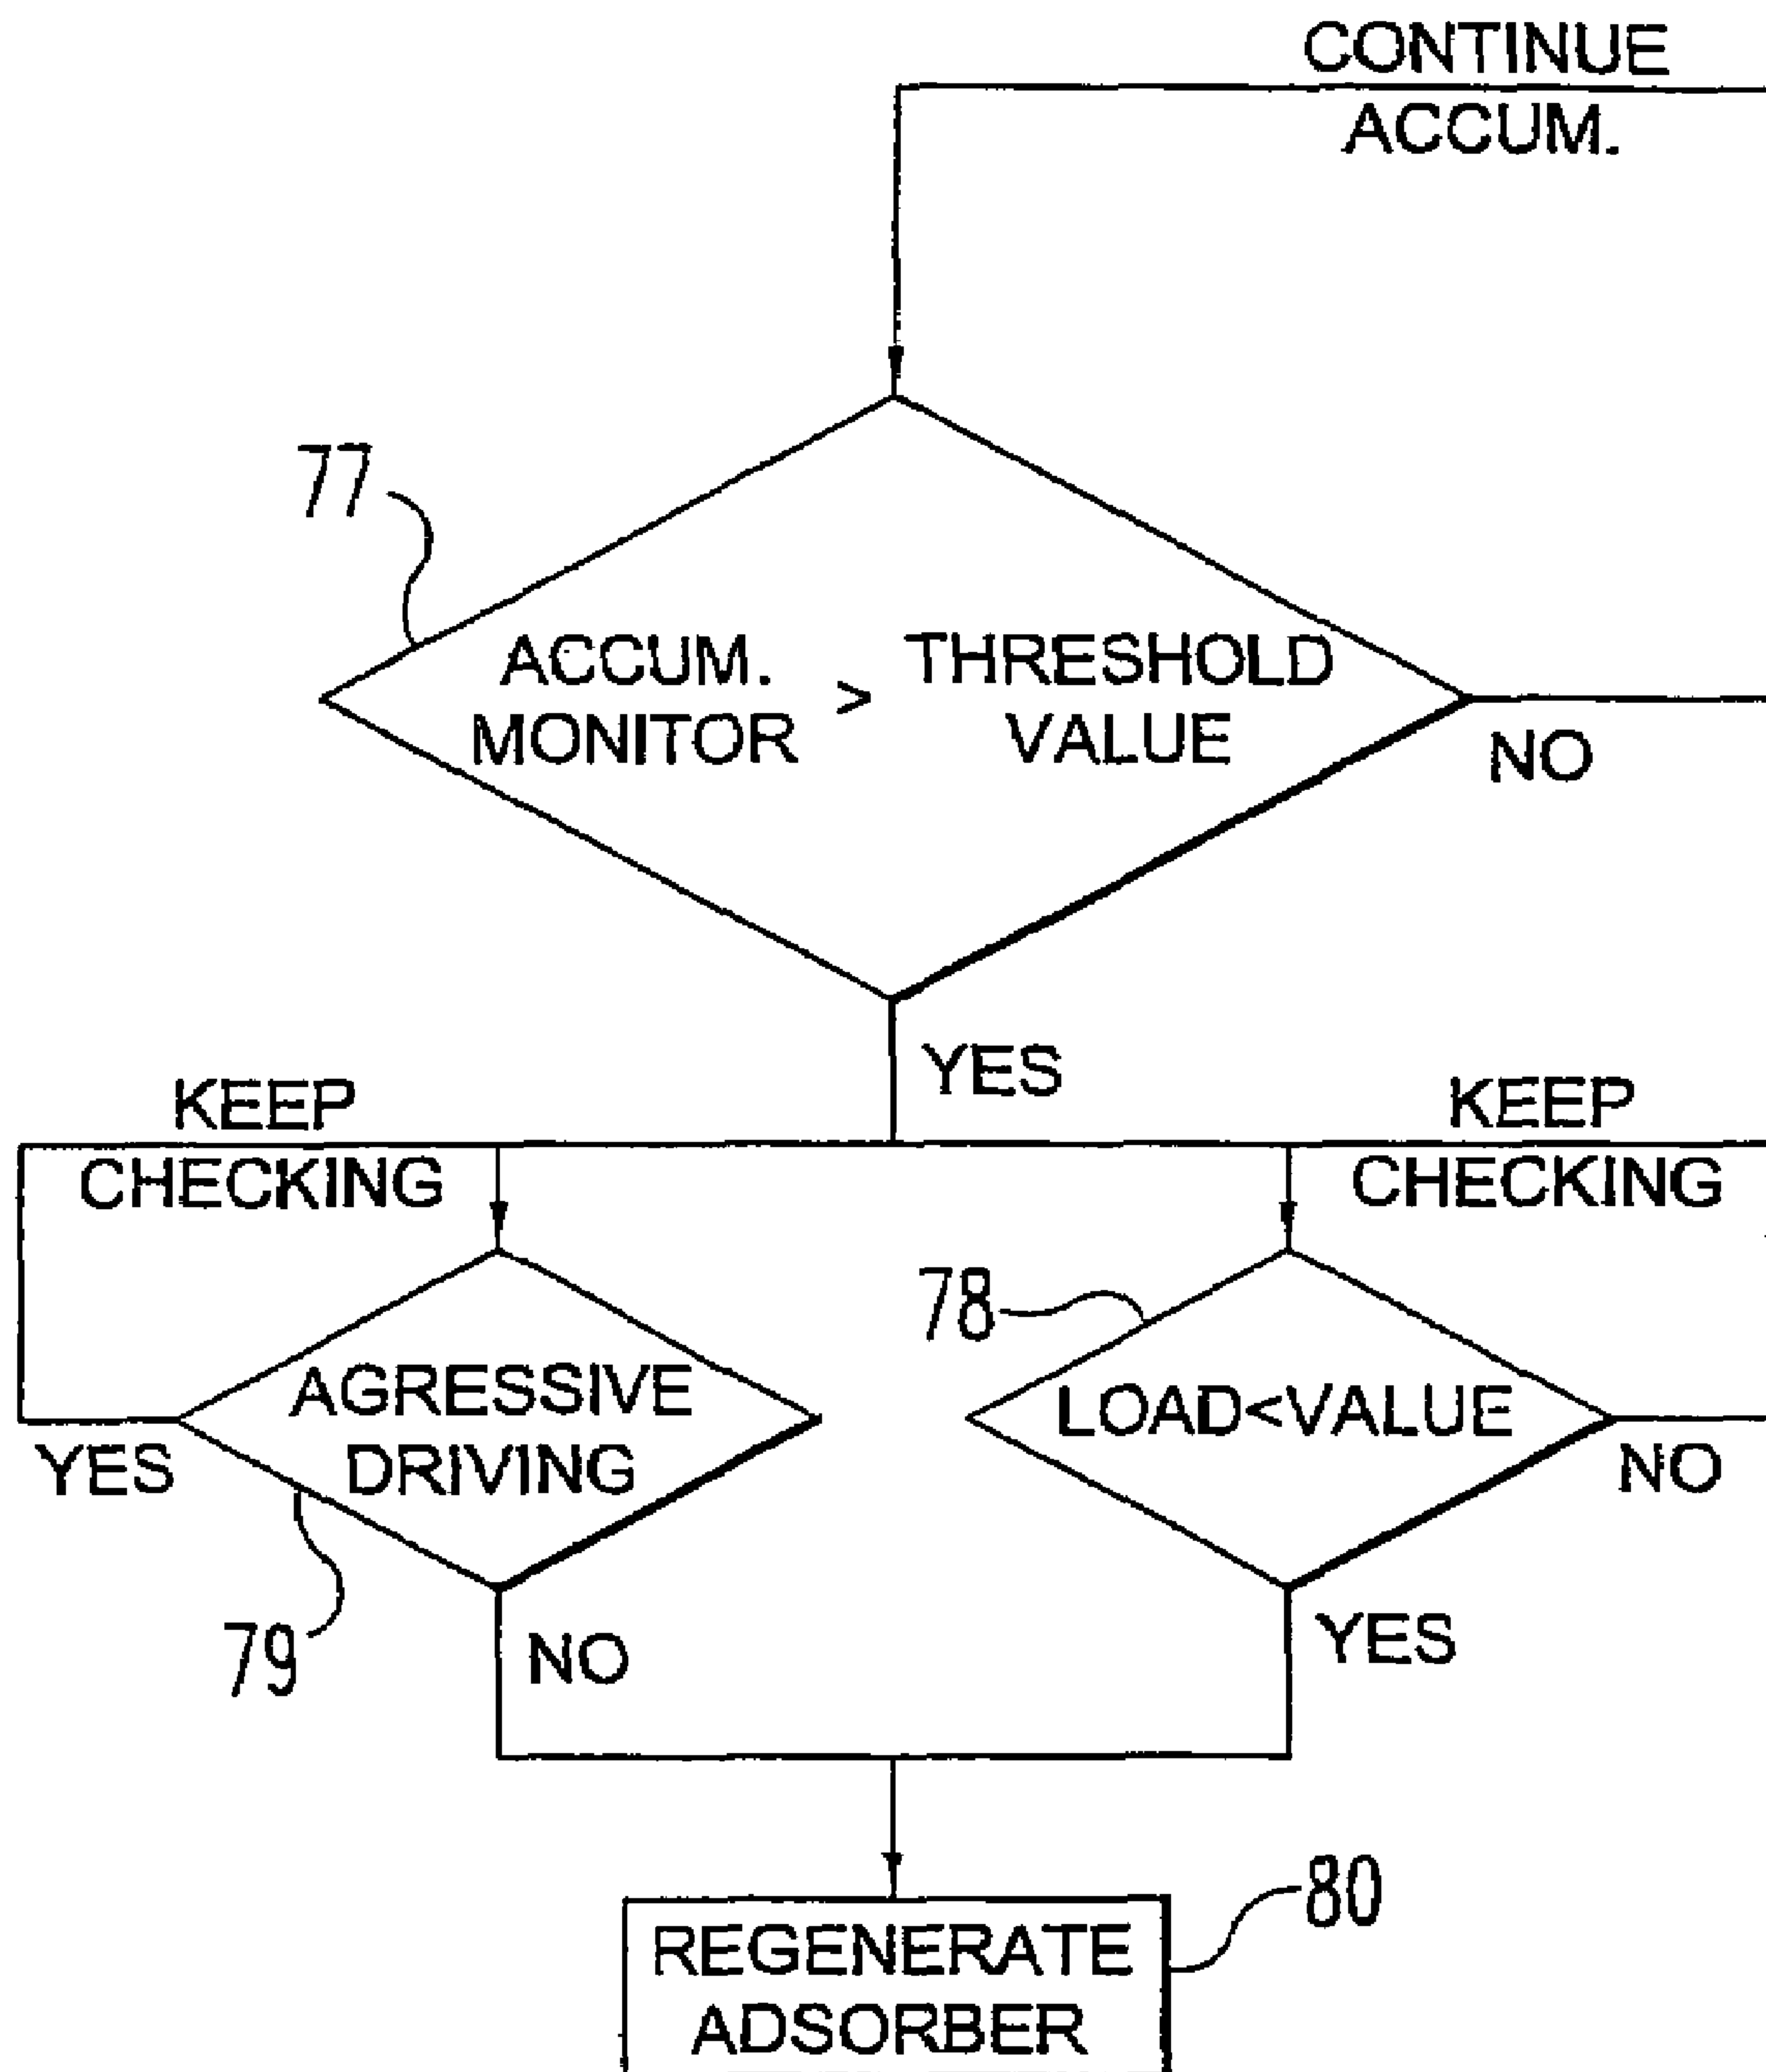 CONTINUE
ACCUM.
77
ACCUM.
MONITOR
>
THRESHOLD
VALUE
NO
YES
KEEP
CHECKING
KEEP
CHECKING
78
AGRESSIVE
DRIVING
LOAD<VALUE
YES
NO
79
NO
YES
80
REGENERATE
ADSORBER